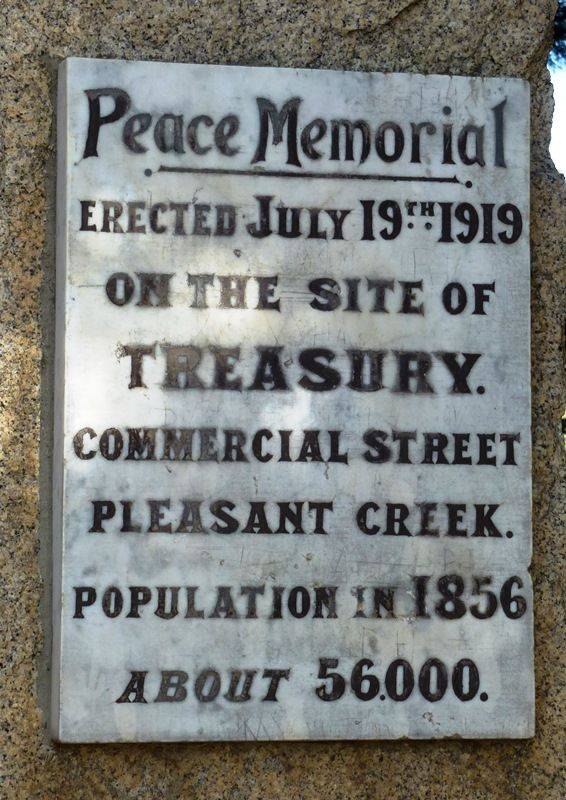 Peace Memorial
ERECTED JULY 19TH 1919
ON THE SITE OF
TREASURY.
COMMERCIAL STREET
PLEASANT CREEK.
POPULATION IN 1856
ABOUT 56.000.